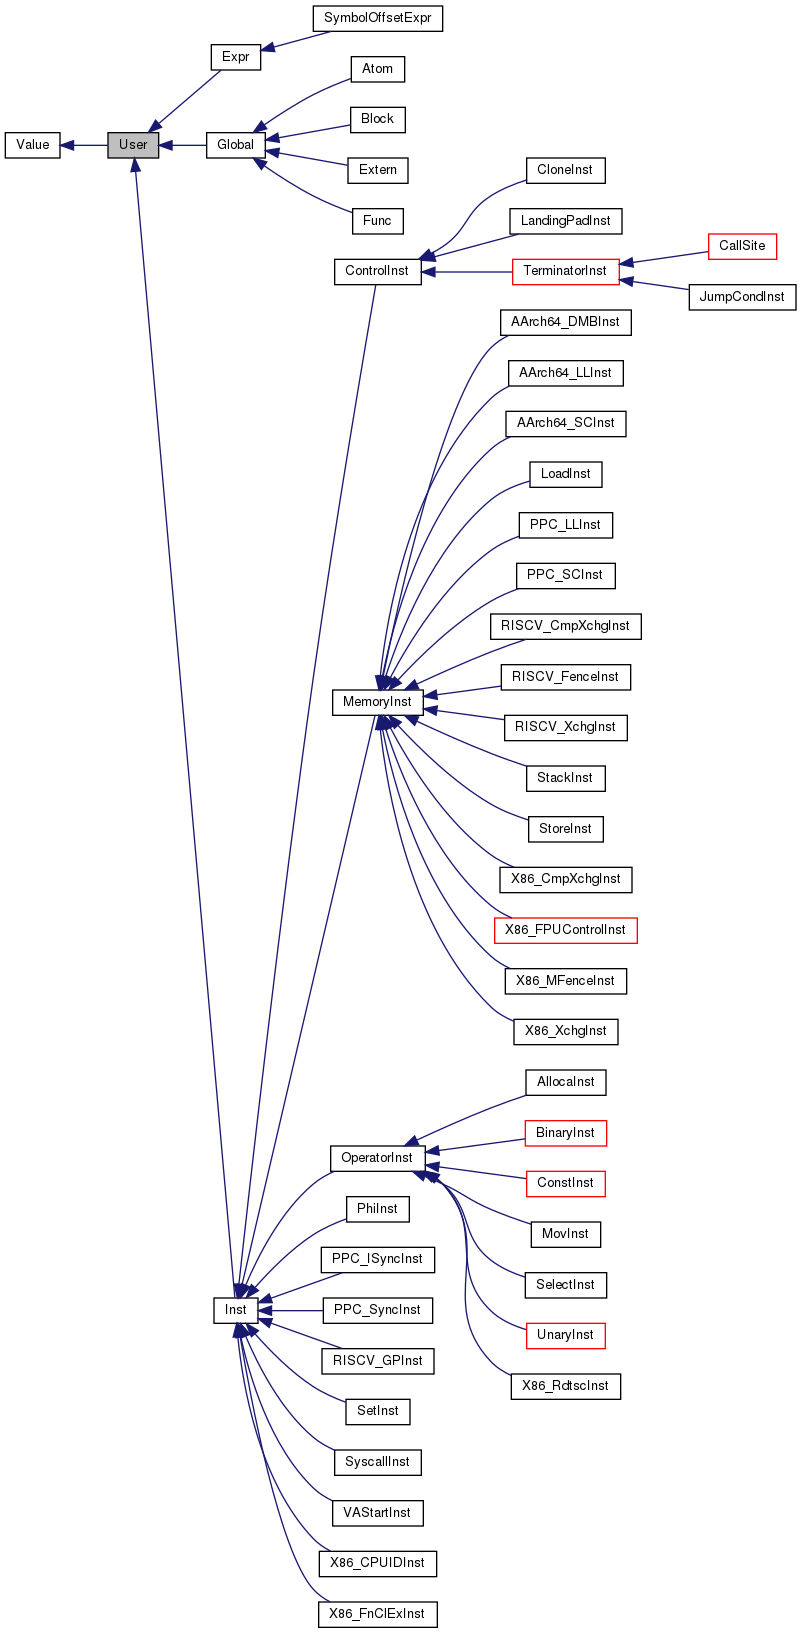 SymbolOffsetExpr
Expr
Atom
Block
Value
User
Global
Extern
CloneInst
Func
LandingPadInst
CallSite
ControlInst
TerminatorInst
JumpCondInst
AArch64_DMBInst
AArch64_LLInst
AArch64_SCInst
LoadInst
PPC_LLInst
PPC_SCInst
RISCV_CmpXchgInst
RISCV_FenceInst
MemoryInst
RISCV_XchgInst
StackInst
StoreInst
X86_CmpXchgInst
X86_FPUControlInst
X86_MFenceInst
X86_XchgInst
AllocaInst
BinaryInst
OperatorInst
ConstInst
PhiInst
MovInst
PPC_ISyncInst
SelectInst
Inst
PPC_SyncInst
UnaryInst
RISCV_GPInst
X86_RdtscInst
SetInst
SyscallInst
VAStartInst
X86_CPUIDInst
X86_FnClExInst